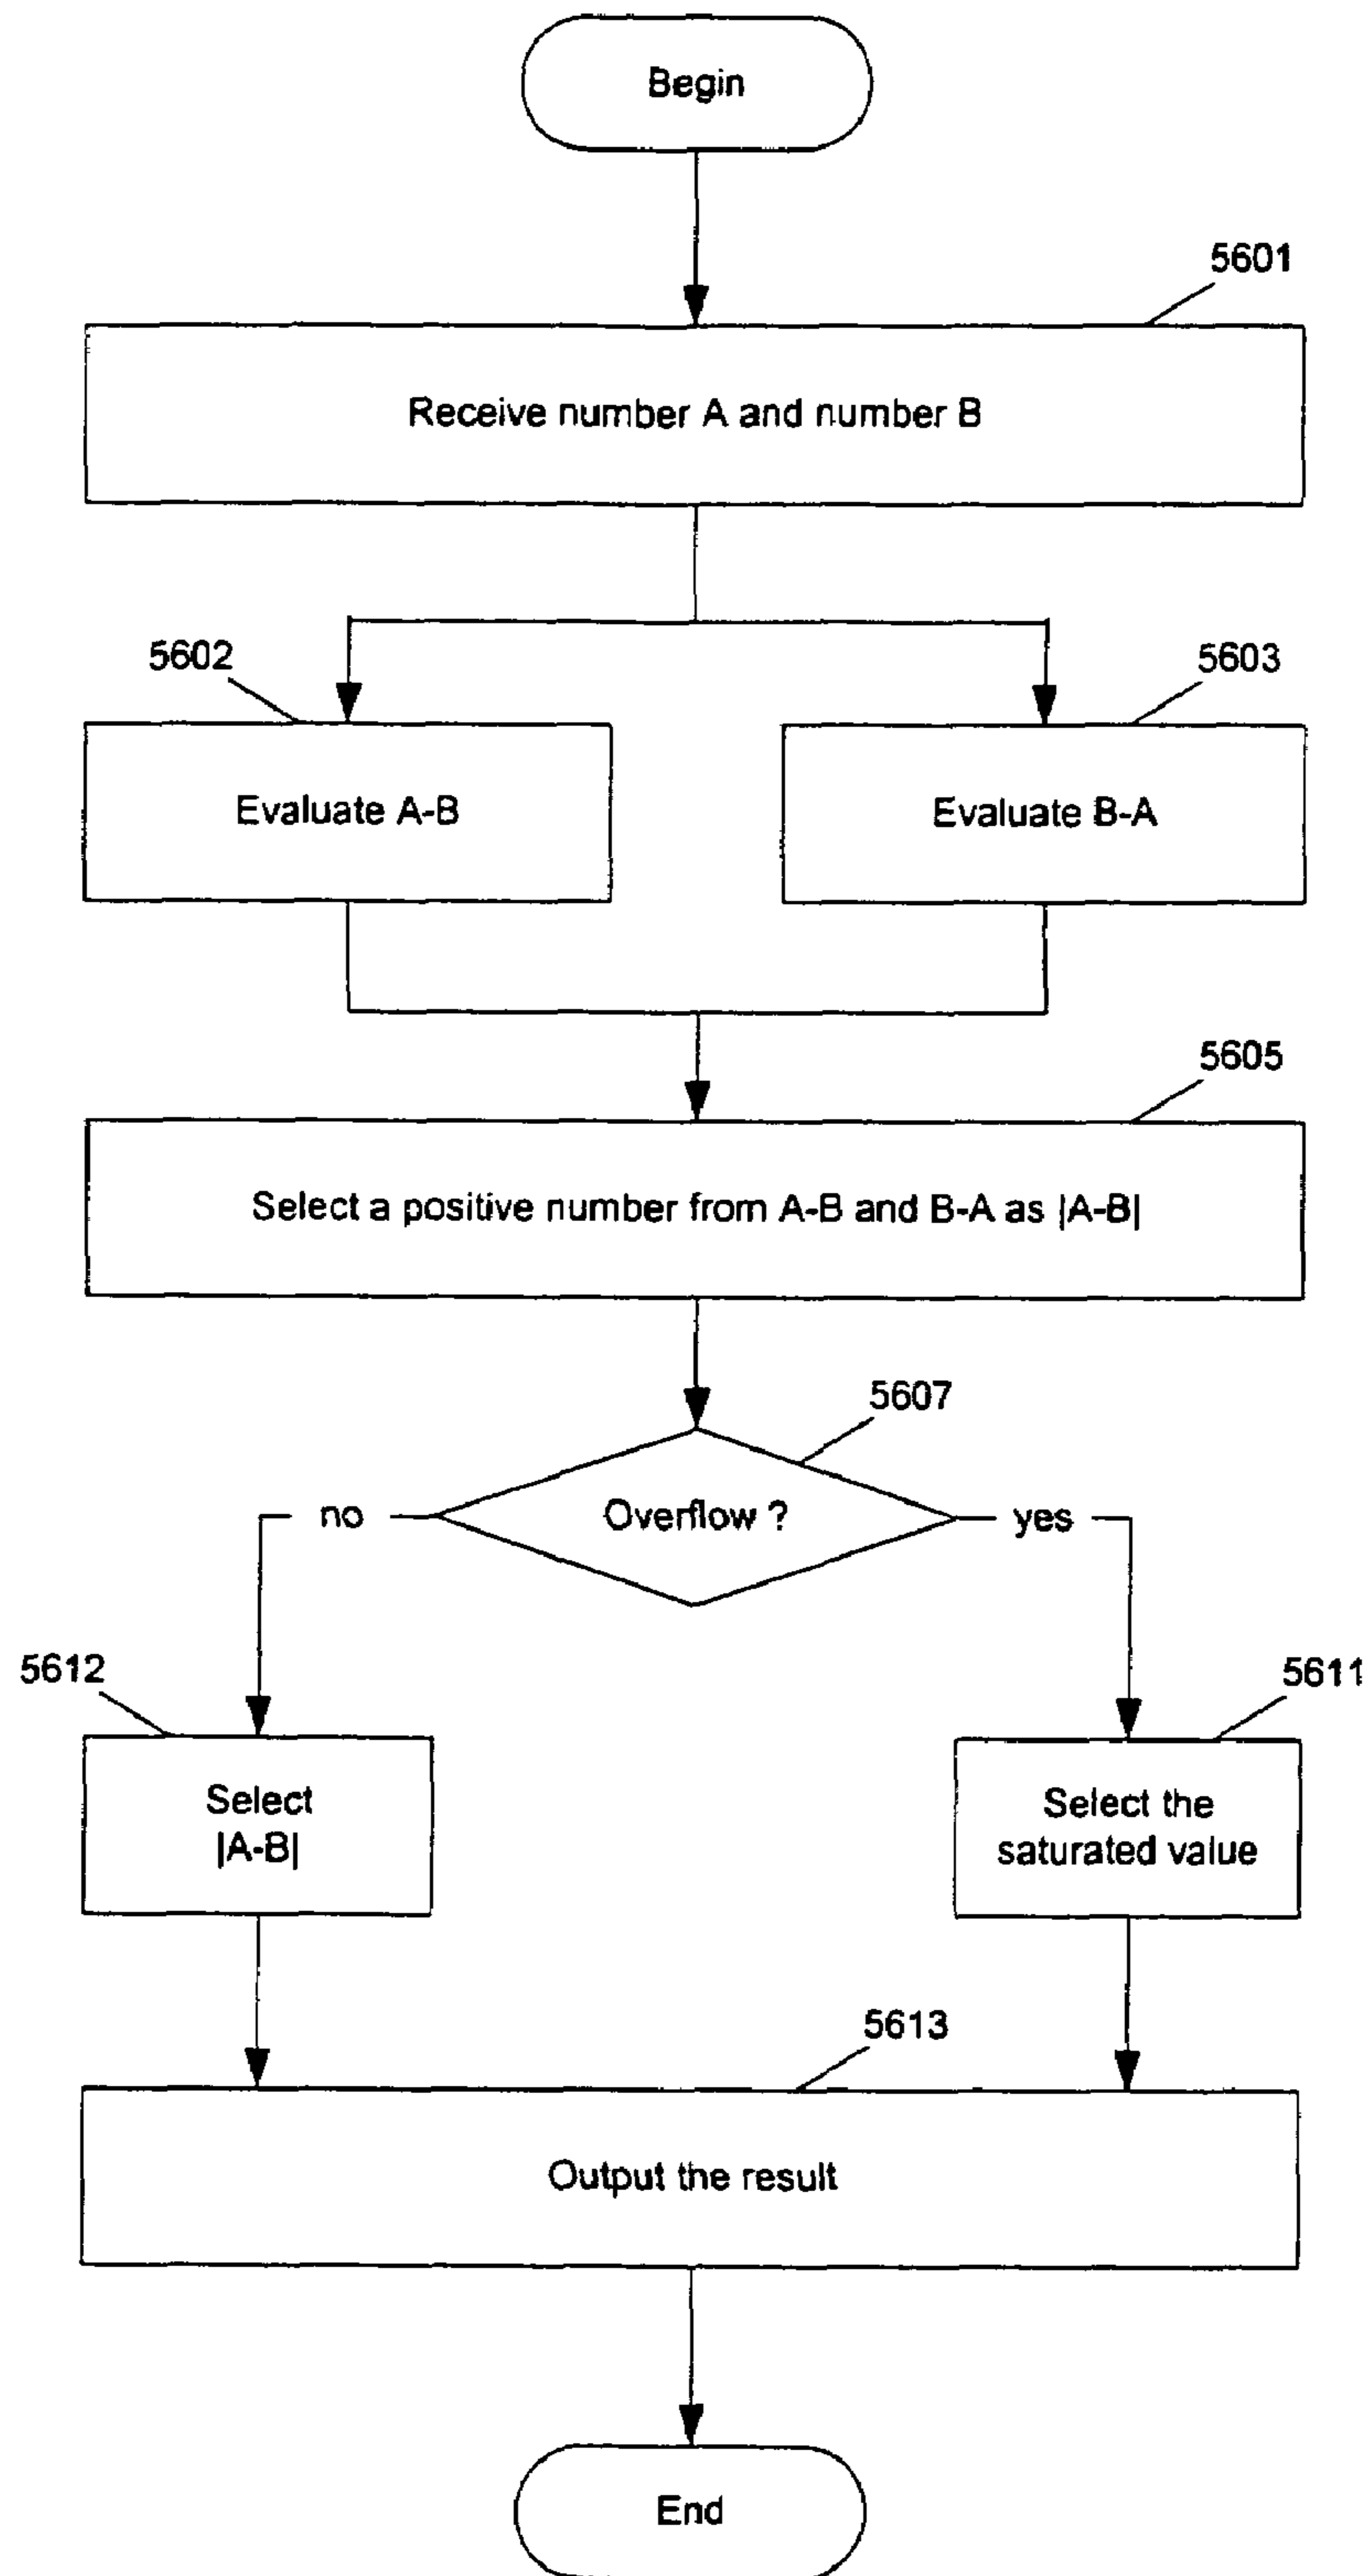 Begin
5601
Receive number A and number B
5602
5603
Evaluate A-B
Evaluate B-A
5605
Select a positive number from A-B and B-A as |A-B|
5607
Overflow ?
no
yes
5612
5611
Select
|A-B|
Select the
saturated value
5613
Output the result
End